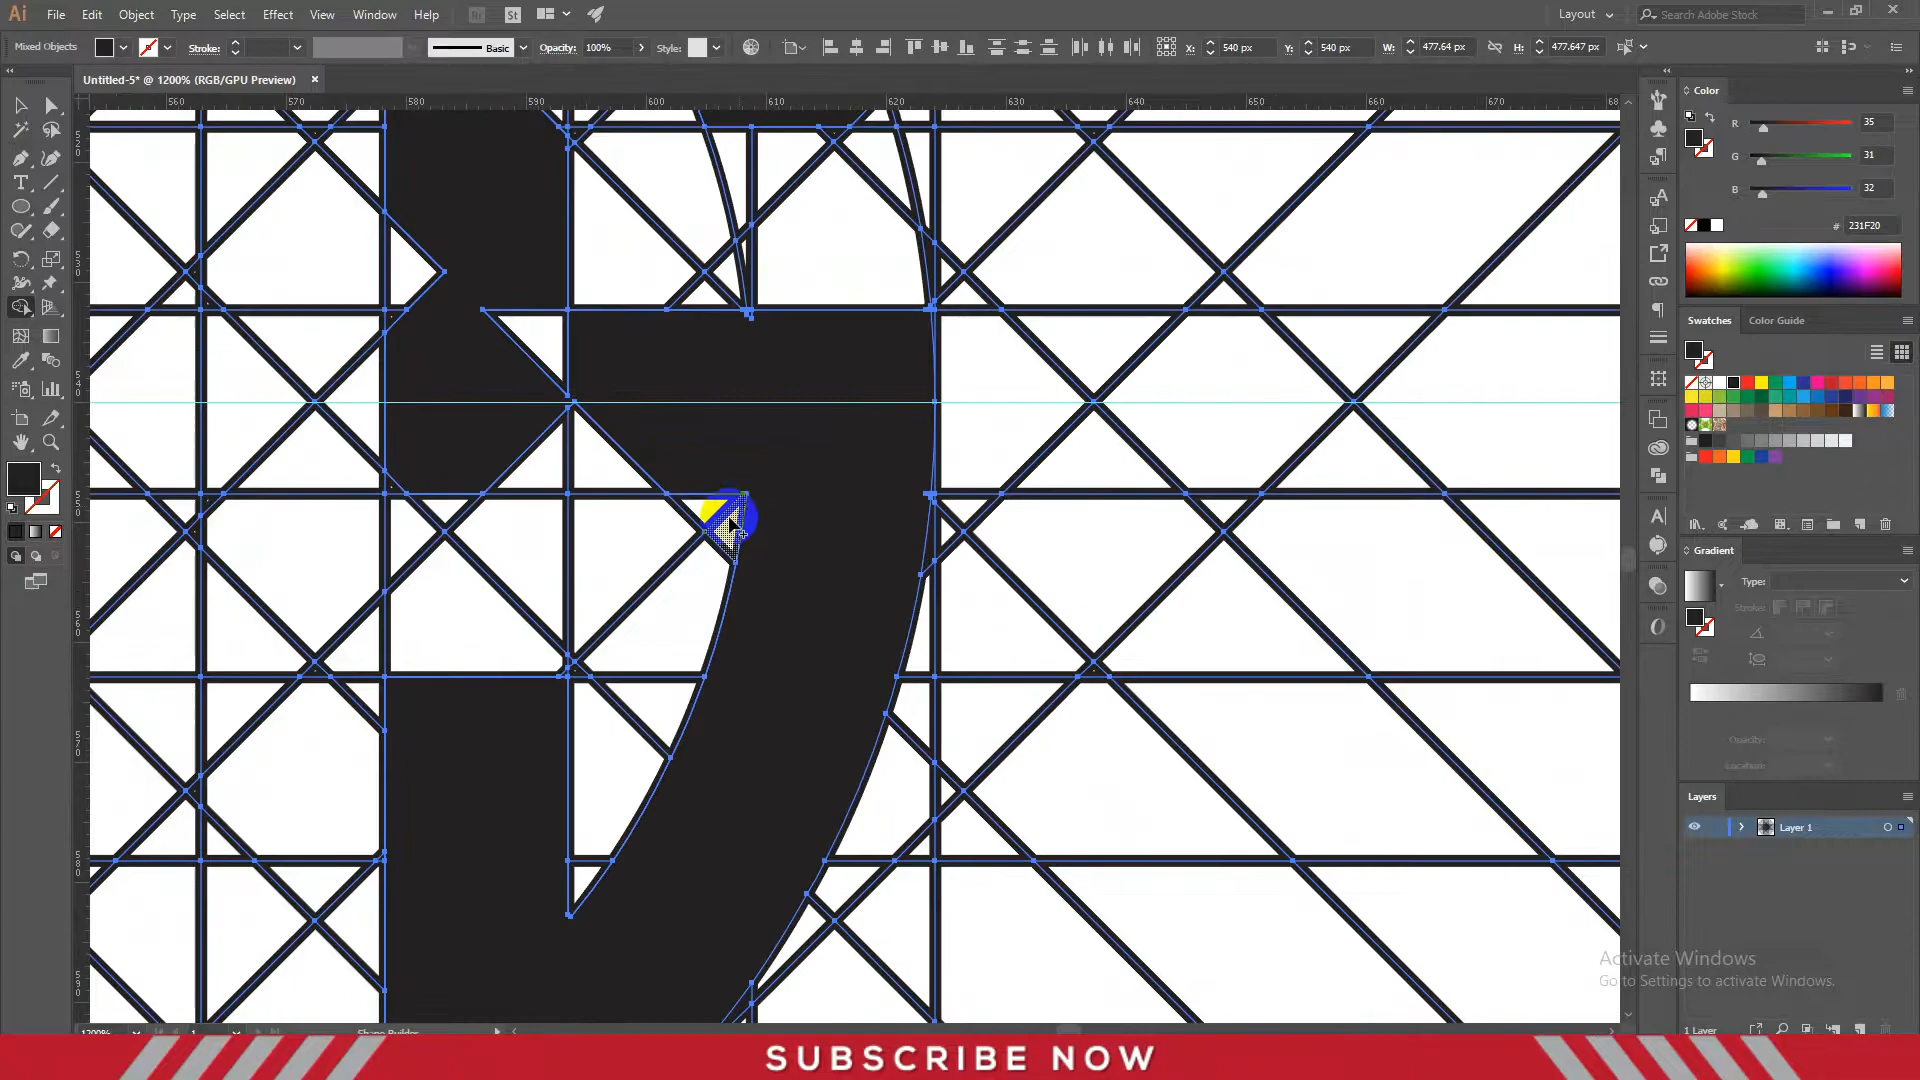 Ai File Edit Object Type Select Effect View Window Help Br St Layout Search Adobe Stock
Mixed Objects Stroke: Basic Opacity: 100% Style: X: 540 px Y: 540 px W: 477.64 px H: 477.647 px
Untitled-5* @ 1200% (RGB/GPU Preview) ×
560 570 580 590 600 610 620 630 640 650 660 670 68
Color
R 35
G 31
B 32
# 231F20
Swatches Color Guide
Gradient
Type:
Stroke:
Opacity:
Location:
Layers
Layer 1
Activate Windows
Go to Settings to activate Windows.
1200% 1 Shape Builder
1 Layer
SUBSCRIBE NOW